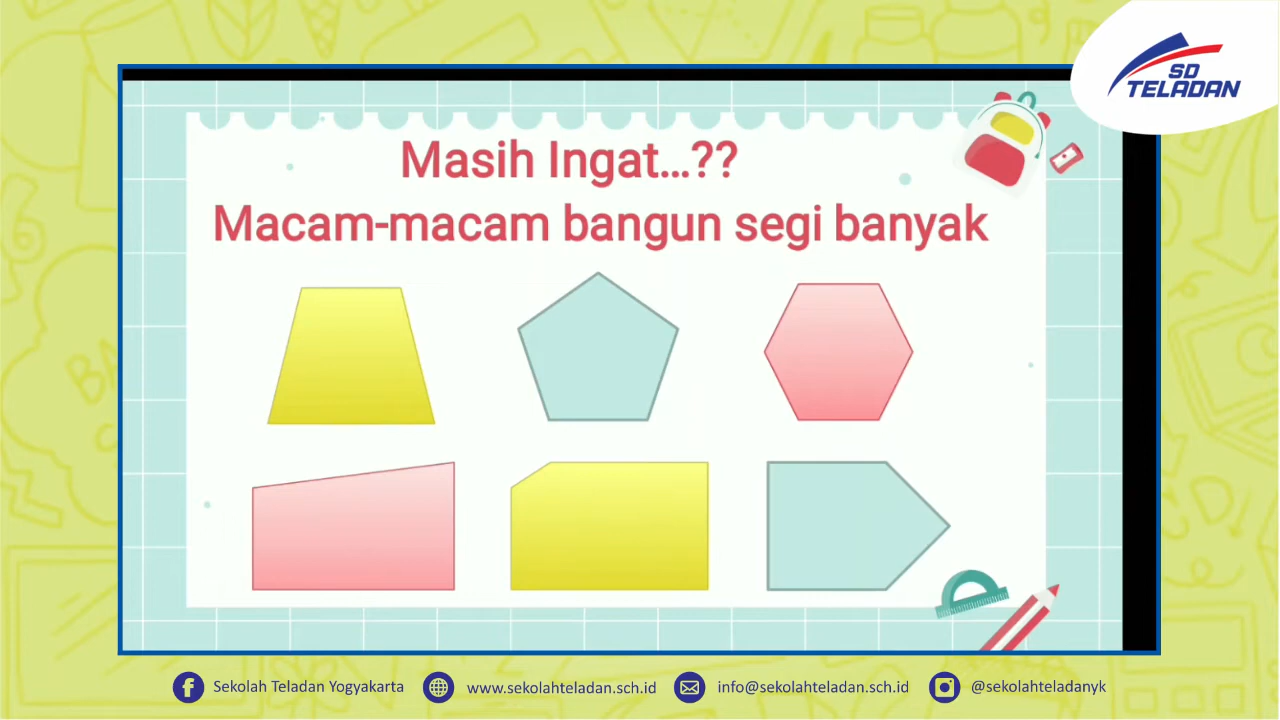 SD
TELADAN
Masih Ingat...??
Macam-macam bangun segi banyak
Sekolah Teladan Yogyakarta
www.sekolahteladan.sch.id
info@sekolahteladan.sch.id
@sekolahteladanyk